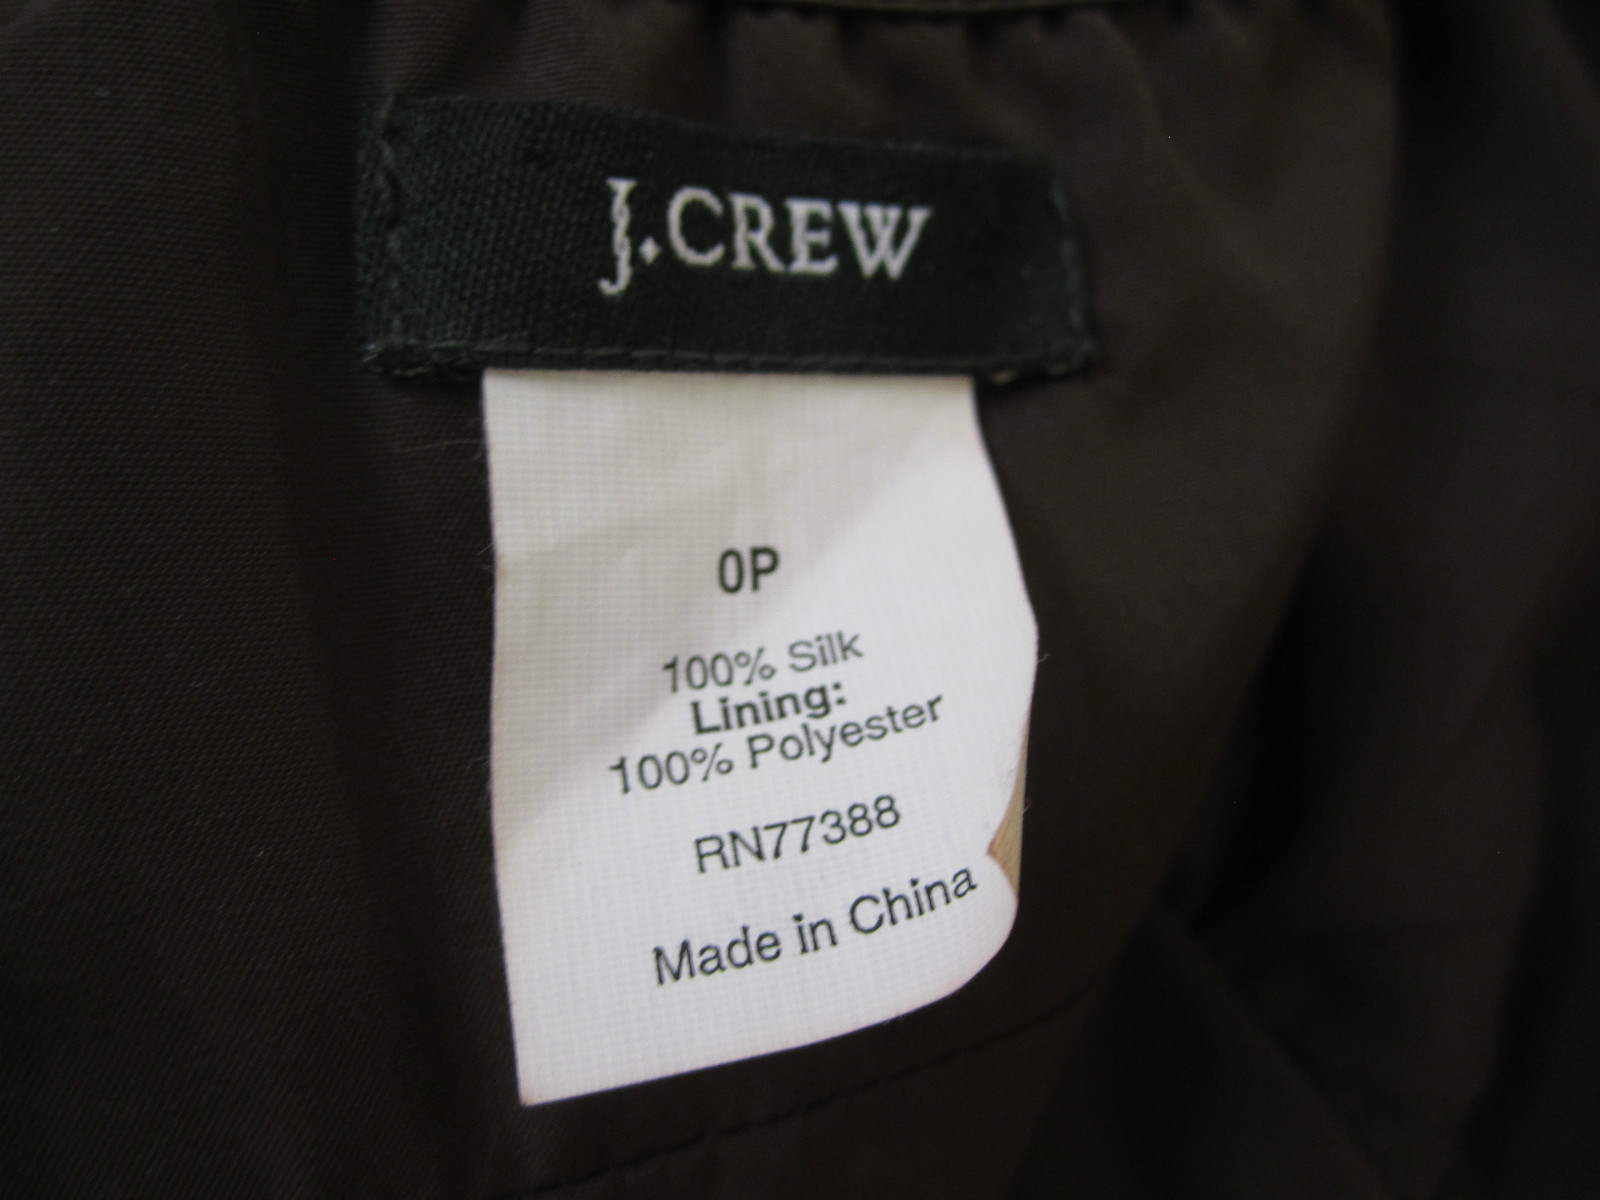 J.CREW
0P
100% Silk
Lining:
100% Polyester
RN77388
Made in China